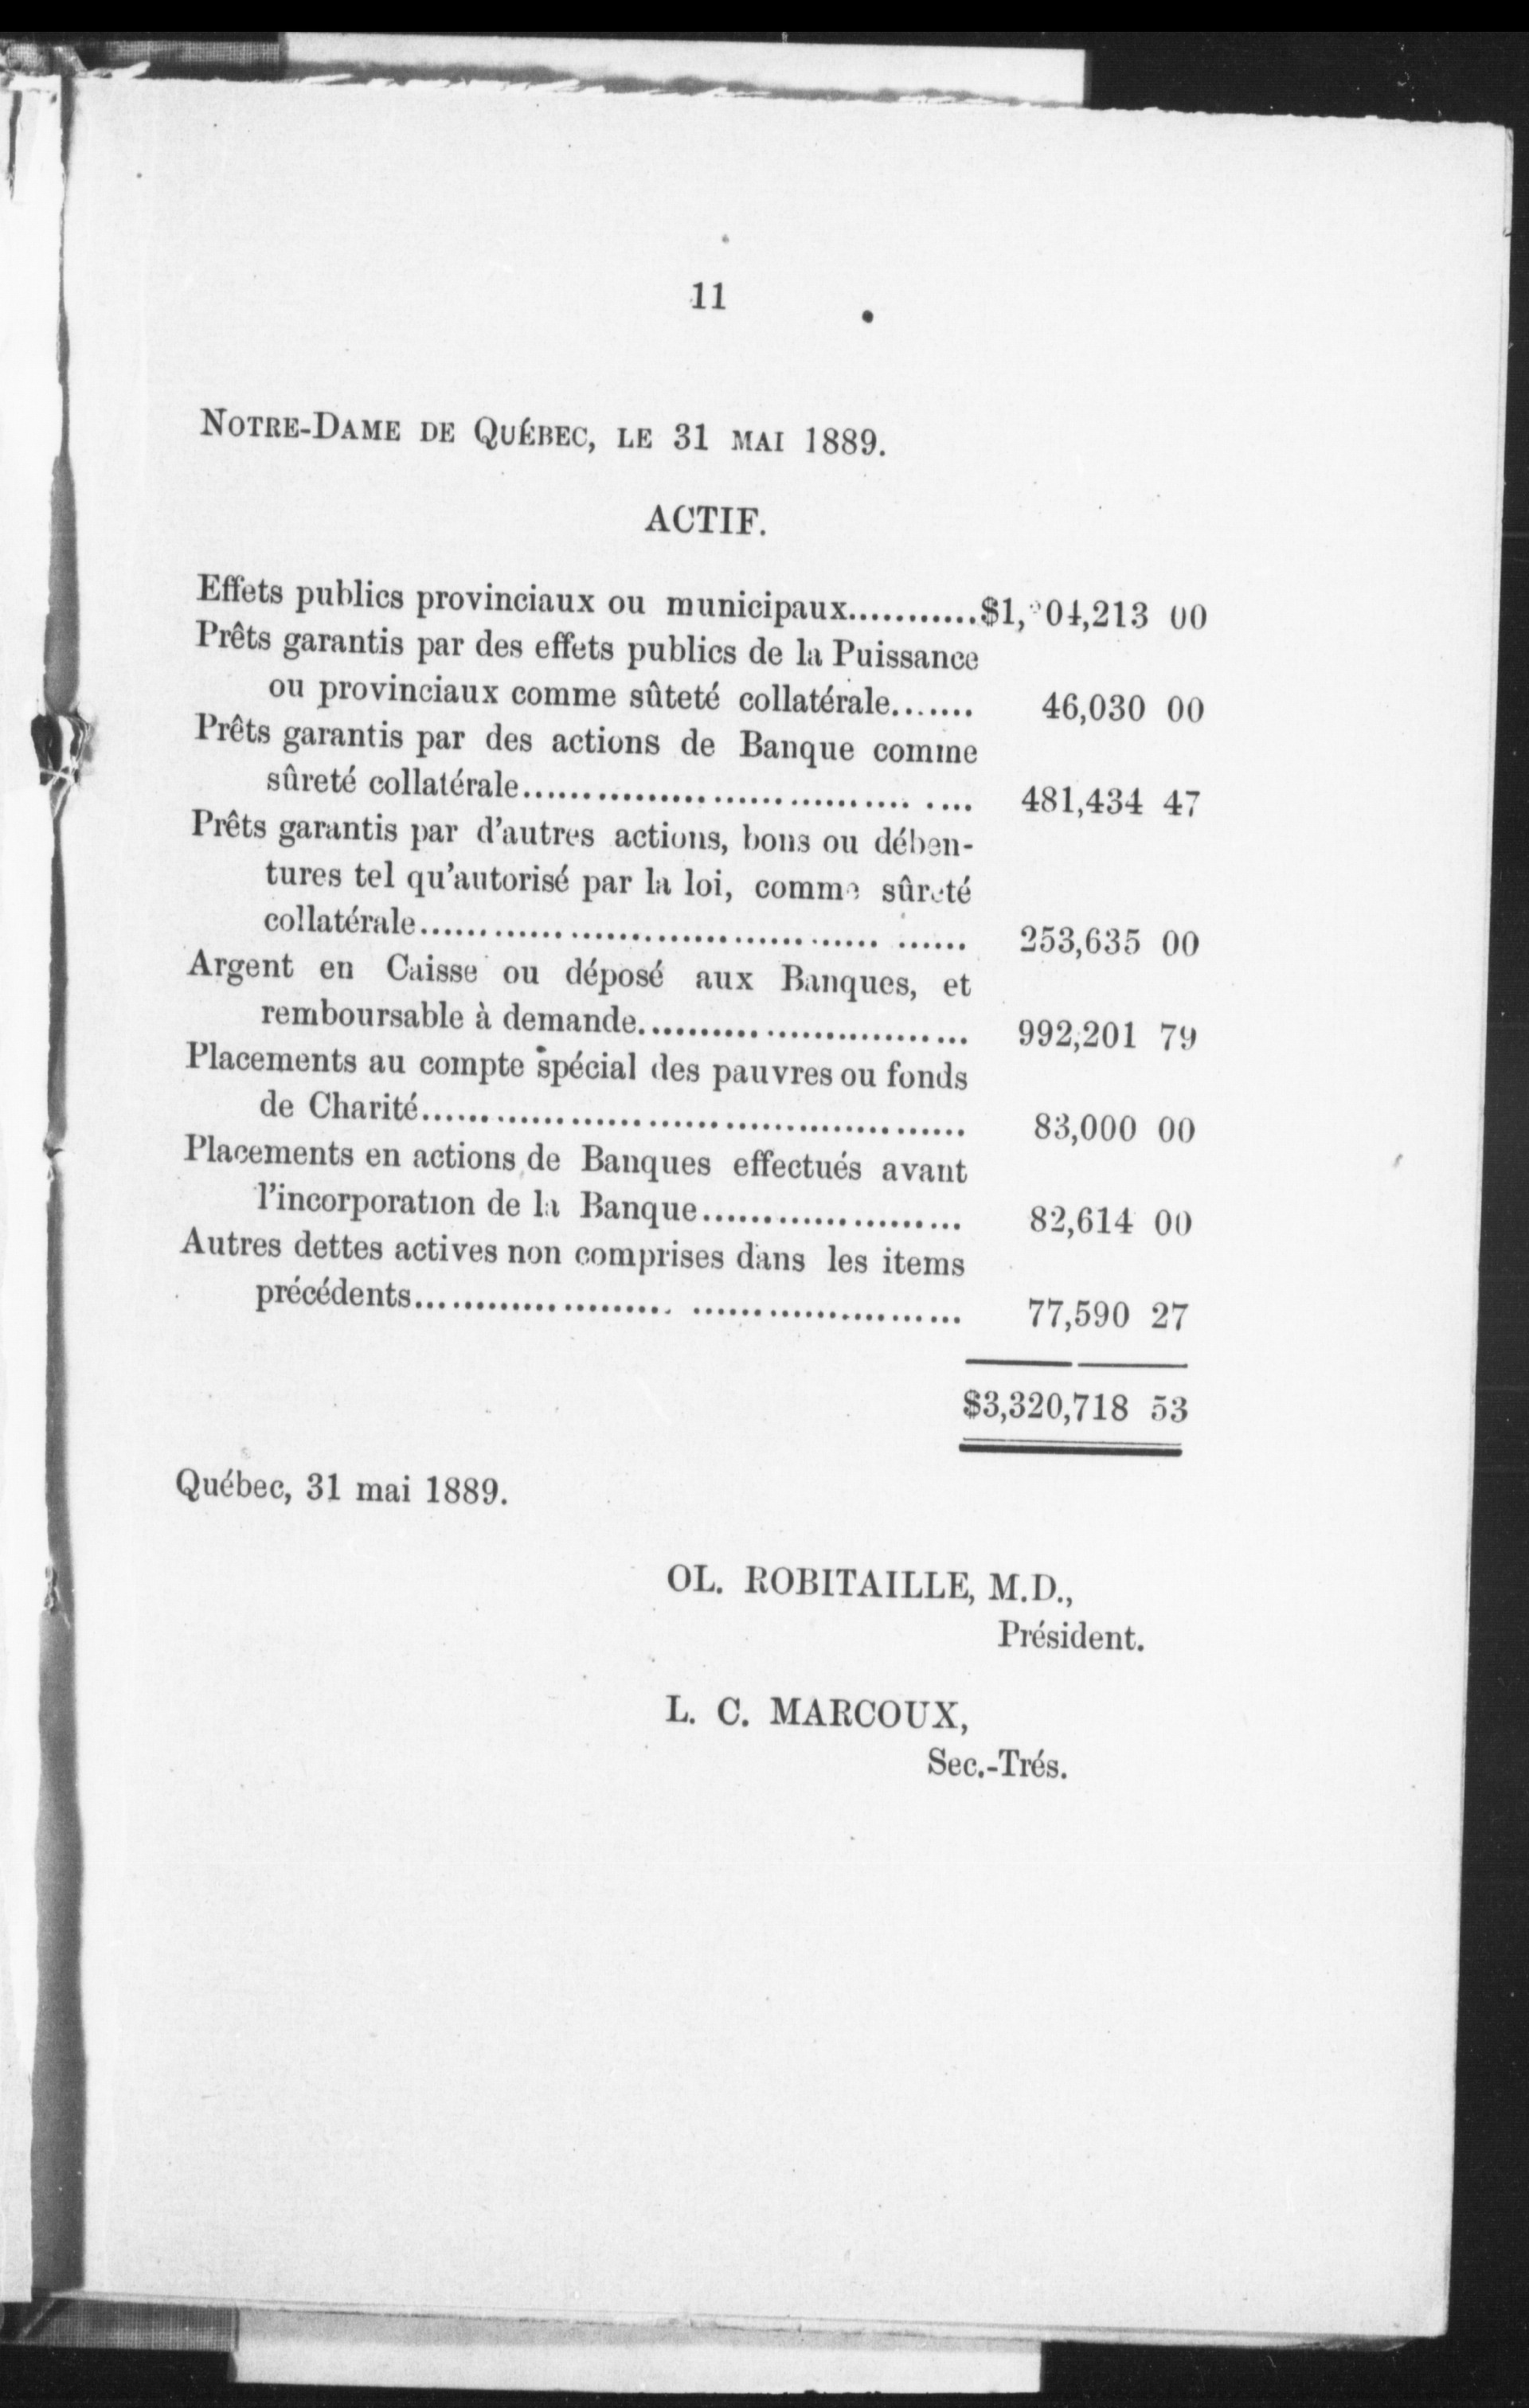 11
NOTRE-DAME DE QUÉBEC, LE 31 MAI 1889.
ACTIF.
Effets publics provinciaux ou municipaux...........$1,304,213 00
Prêts garantis par des effets publics de la Puissance
ou provinciaux comme sûteté collatérale....... 46,030 00
Prêts garantis par des actions de Banque comme
sûreté collatérale.................................. .... 481,434 47
Prêts garantis par d'autres actions, bons ou dében-
tures tel qu'autorisé par la loi, comme sûreté
collatérale....................................... ...... 253,635 00
Argent en Caisse ou déposé aux Banques, et
remboursable à demande............................. 992,201 79
Placements au compte spécial des pauvres ou fonds
de Charité............................................. 83,000 00
Placements en actions de Banques effectués avant
l'incorporation de la Banque...................... 82,614 00
Autres dettes actives non comprises dans les items
précédents...................... ....................... 77,590 27
$3,320,718 53
Québec, 31 mai 1889.
OL. ROBITAILLE, M.D.,
Président.
L. C. MARCOUX,
Sec.-Trés.